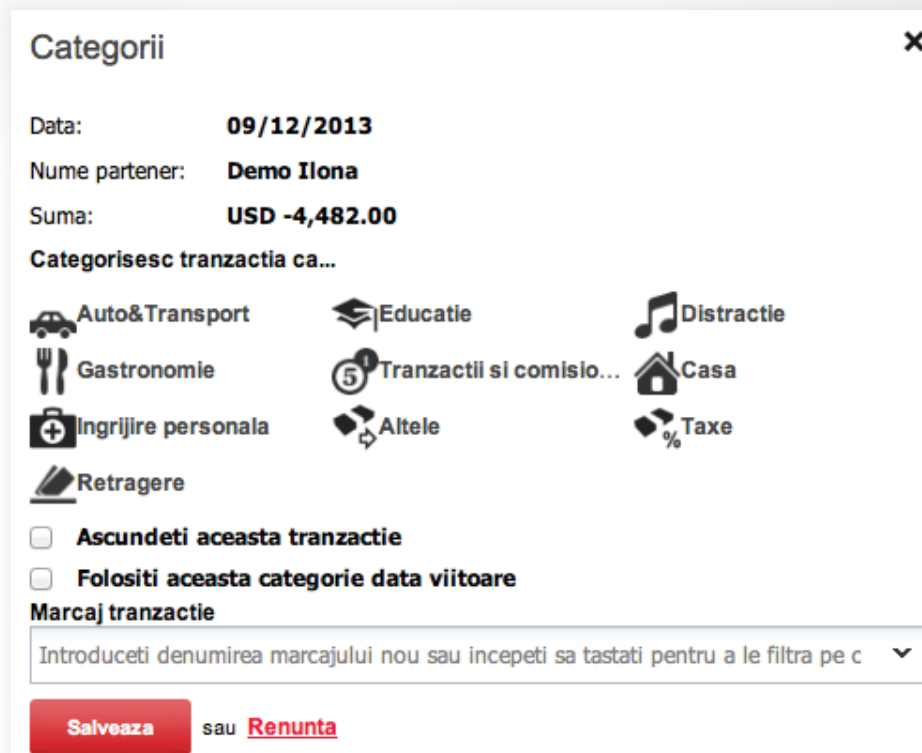 Categorii
Data: 09/12/2013
Nume partener: Demo Ilona
Suma: USD -4,482.00
Categorisesc tranzactia ca...
Auto&Transport Educatie Distractie
Gastronomie Tranzactii si comisio... Casa
Ingrijire personala Altele Taxe
Retragere
Ascundeti aceasta tranzactie
Folositi aceasta categorie data viitoare
Marcaj tranzactie
Introduceti denumirea marcajului nou sau incepeti sa tastati pentru a le filtra pe c
Salveaza sau Renunta